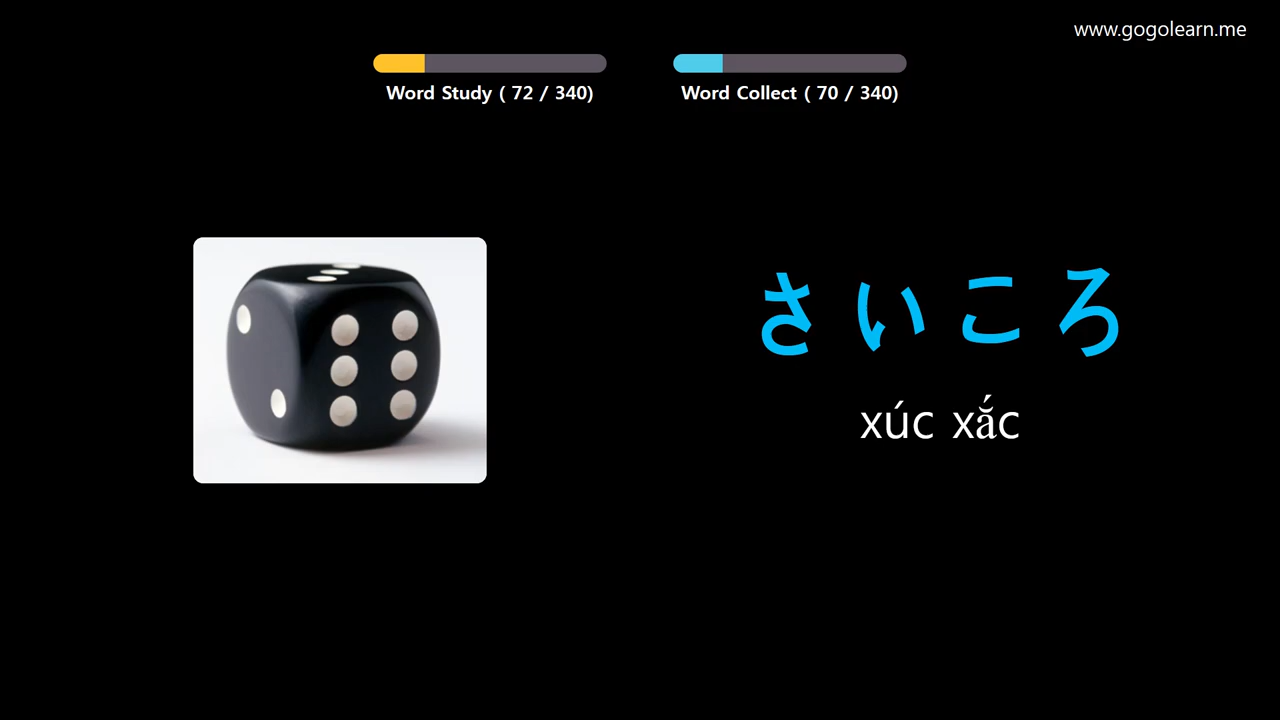 www.gogolearn.me
Word Study ( 72 / 340)
Word Collect ( 70 / 340)
さいころ
xúc xắc